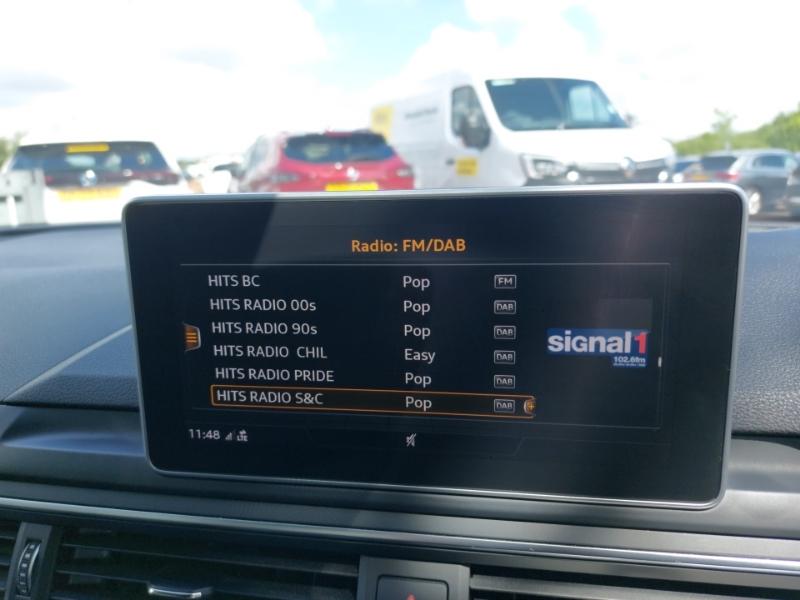 Radio: FM/DAB
HITS BC Pop FM
HITS RADIO 00s Pop DAB
HITS RADIO 90s Pop DAB
HITS RADIO CHIL Easy DAB
HITS RADIO PRIDE Pop DAB
HITS RADIO S&C Pop DAB
signal1
102.6fm
11:48 LTE